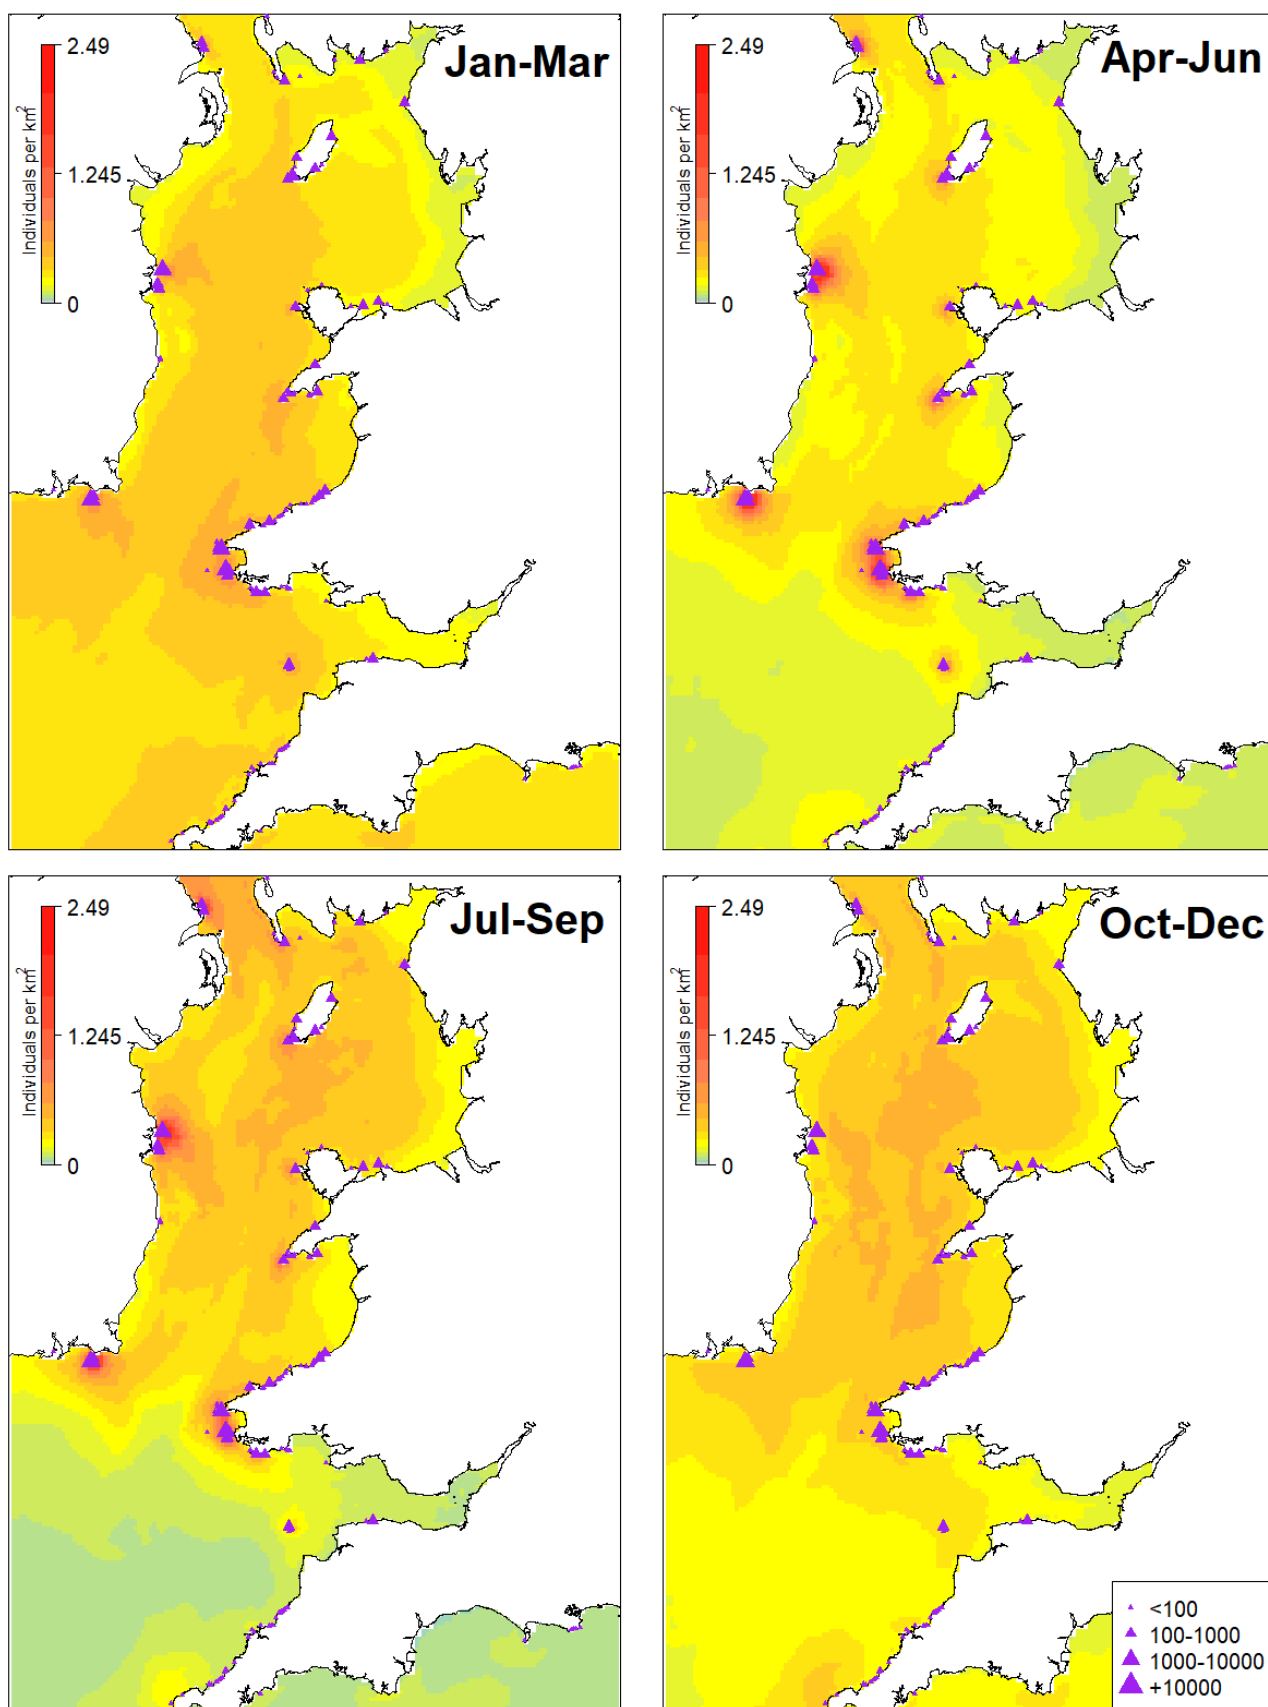 Jan-Mar
2.49
1.245
0
Individuals per km2
Apr-Jun
2.49
1.245
0
Individuals per km2
Jul-Sep
2.49
1.245
0
Individuals per km2
Oct-Dec
2.49
1.245
0
Individuals per km2
<100
100-1000
1000-10000
+10000